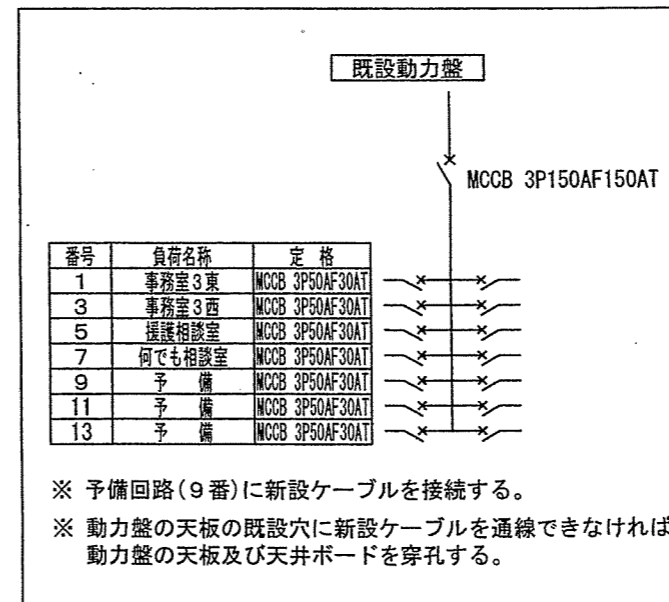 既設動力盤
MCCB 3P150AF150AT
番号 負荷名称 定 格
1 事務室3東 MCCB 3P50AF30AT
3 事務室3西 MCCB 3P50AF30AT
5 援護相談室 MCCB 3P50AF30AT
7 何でも相談室 MCCB 3P50AF30AT
9 予 備 MCCB 3P50AF30AT
11 予 備 MCCB 3P50AF30AT
13 予 備 MCCB 3P50AF30AT
※ 予備回路(9番)に新設ケーブルを接続する。
※ 動力盤の天板の既設穴に新設ケーブルを通線できなければ
動力盤の天板及び天井ボードを穿孔する。